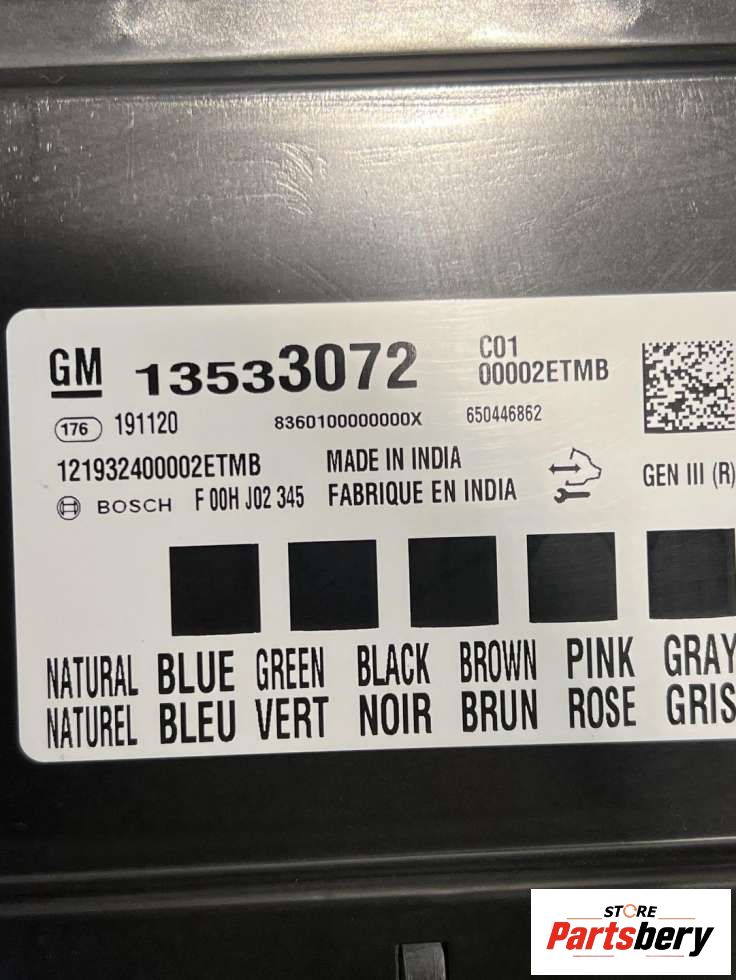 GM 13533072 C01
00002ETMB
176 191120 8360100000000X 650446862
121932400002ETMB MADE IN INDIA
BOSCH F 00H J02 345 FABRIQUE EN INDIA GEN III (R)
NATURAL BLUE GREEN BLACK BROWN PINK GRAY
NATUREL BLEU VERT NOIR BRUN ROSE GRIS
STORE
Partsbery